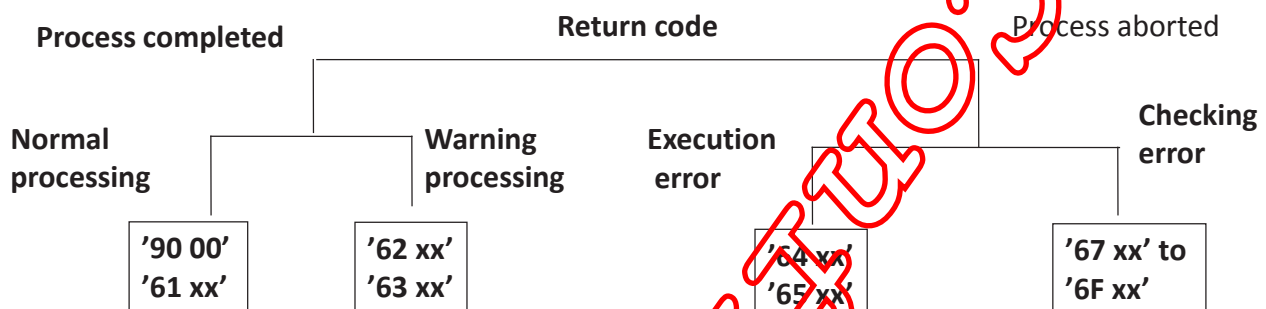 Process completed
Return code
Process aborted
Normal
processing
Warning
processing
Execution
error
Checking
error
'90 00'
'61 xx'
'62 xx'
'63 xx'
'64 xx'
'65 xx'
'67 xx' to
'6F xx'